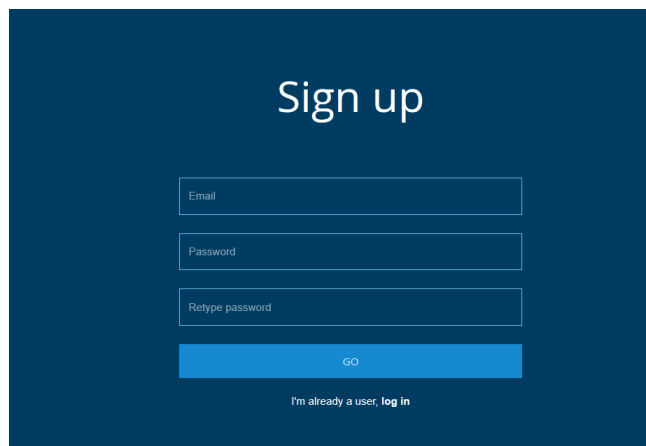 Sign up
Email
Password
Retype password
GO
I'm already a user, log in